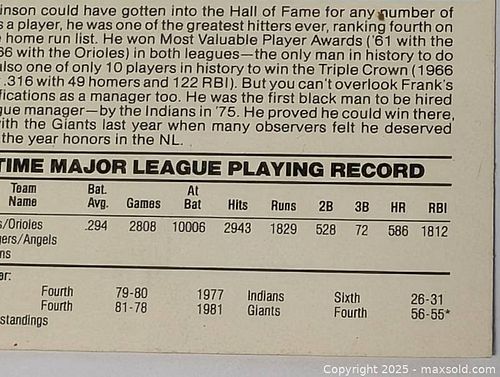 inson could have gotten into the Hall of Fame for any number of
s a player, he was one of the greatest hitters ever, ranking fourth on
home run list. He won Most Valuable Player Awards ('61 with the
66 with the Orioles) in both leagues—the only man in history to do
also one of only 10 players in history to win the Triple Crown (1966
.316 with 49 homers and 122 RBI). But you can't overlook Frank's
fications as a manager too. He was the first black man to be hired
gue manager—by the Indians in '75. He proved he could win there,
with the Giants last year when many observers felt he deserved
the year honors in the NL.
TIME MAJOR LEAGUE PLAYING RECORD
Team Name Bat. Avg. Games At Bat Hits Runs 2B 3B HR RBI
s/Orioles .294 2808 10006 2943 1829 528 72 586 1812
gers/Angels
ns
er:
Fourth 79-80 1977 Indians Sixth 26-31
Fourth 81-78 1981 Giants Fourth 56-55*
standings
Copyright 2025 - maxsold.com